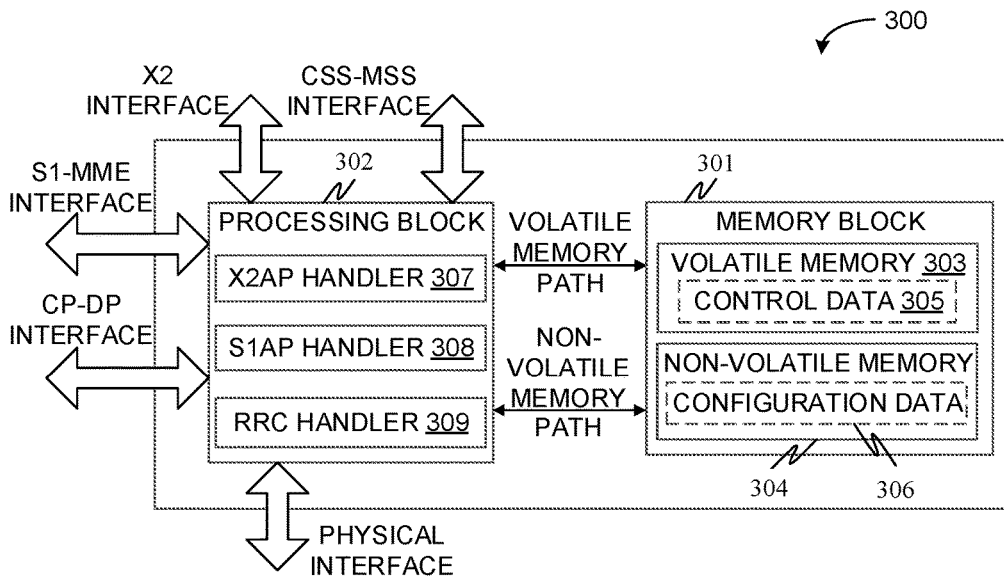 300
X2
INTERFACE
CSS-MSS
INTERFACE
S1-MME
INTERFACE
302
301
PROCESSING BLOCK
VOLATILE
MEMORY
PATH
MEMORY BLOCK
X2AP HANDLER 307
VOLATILE MEMORY 303
CONTROL DATA 305
CP-DP
INTERFACE
S1AP HANDLER 308
NON-
VOLATILE
MEMORY
PATH
NON-VOLATILE MEMORY
CONFIGURATION DATA
RRC HANDLER 309
304
306
PHYSICAL
INTERFACE